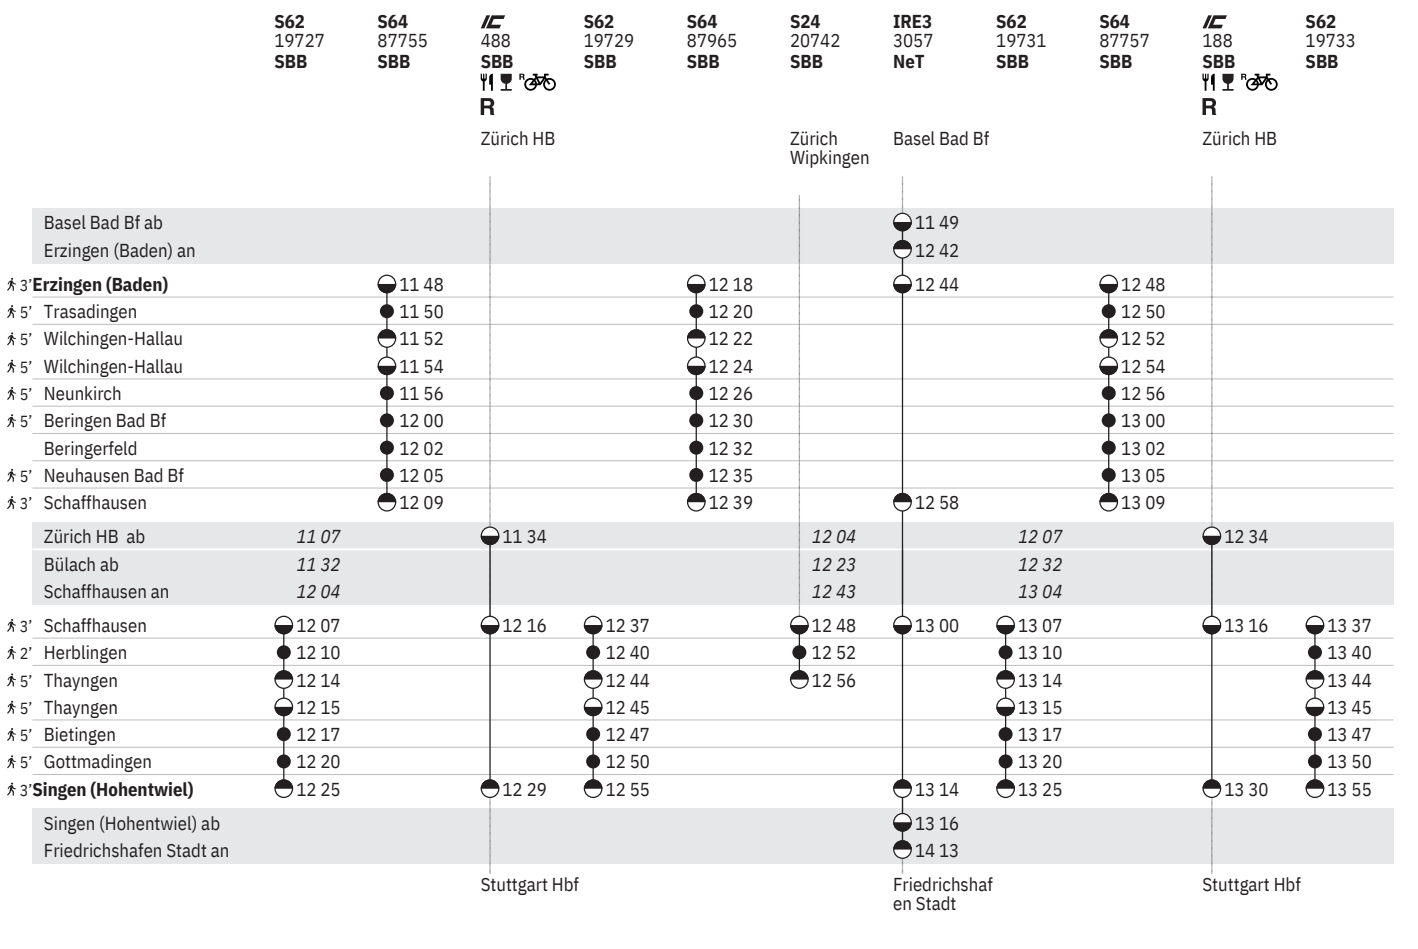 S62 S64 IC S62 S64 S24 IRE3 S62 S64 IC S62
19727 87755 488 19729 87965 20742 3057 19731 87757 188 19733
SBB SBB SBB SBB SBB SBB NeT SBB SBB SBB SBB
R R
R R
Zürich HB Zürich Basel Bad Bf Zürich HB
Wipkingen
Basel Bad Bf ab 11 49
Erzingen (Baden) an 12 42
3' Erzingen (Baden) 11 48 12 18 12 44 12 48
5' Trasadingen 11 50 12 20 12 50
5' Wilchingen-Hallau 11 52 12 22 12 52
5' Wilchingen-Hallau 11 54 12 24 12 54
5' Neunkirch 11 56 12 26 12 56
5' Beringen Bad Bf 12 00 12 30 13 00
Beringerfeld 12 02 12 32 13 02
5' Neuhausen Bad Bf 12 05 12 35 13 05
3' Schaffhausen 12 09 12 39 12 58 13 09
Zürich HB ab 11 07 11 34 12 04 12 07 12 34
Bülach ab 11 32 12 23 12 32
Schaffhausen an 12 04 12 43 13 04
3' Schaffhausen 12 07 12 16 12 37 12 48 13 00 13 07 13 16 13 37
2' Herblingen 12 10 12 40 12 52 13 10 13 40
5' Thayngen 12 14 12 44 12 56 13 14 13 44
5' Thayngen 12 15 12 45 13 15 13 45
5' Bietingen 12 17 12 47 13 17 13 47
5' Gottmadingen 12 20 12 50 13 20 13 50
3' Singen (Hohentwiel) 12 25 12 29 12 55 13 14 13 25 13 30 13 55
Singen (Hohentwiel) ab 13 16
Friedrichshafen Stadt an 14 13
Stuttgart Hbf Friedrichshaf Stuttgart Hbf
en Stadt